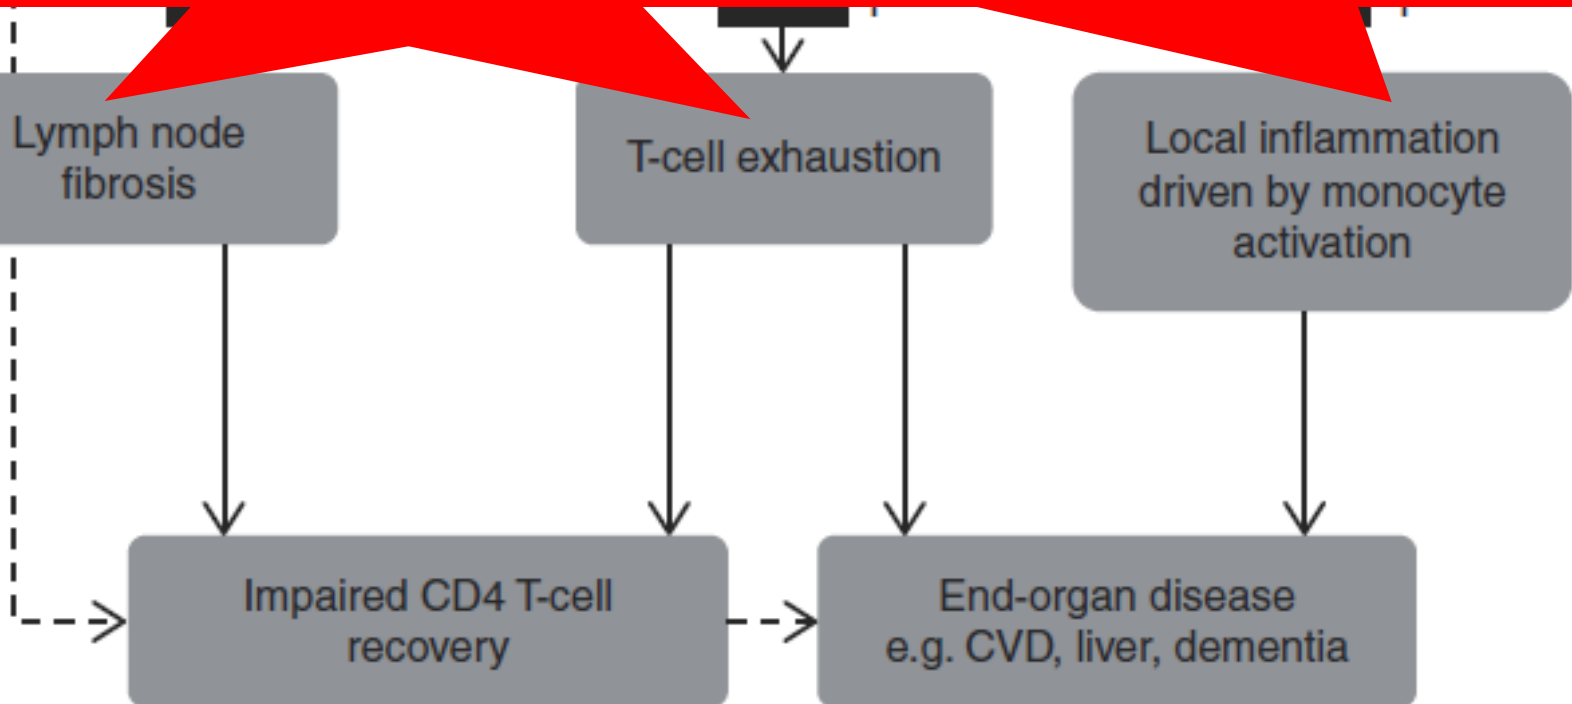 Lymph node
fibrosis
T-cell exhaustion
Local inflammation
driven by monocyte
activation
Impaired CD4 T-cell
recovery
End-organ disease
e.g. CVD, liver, dementia